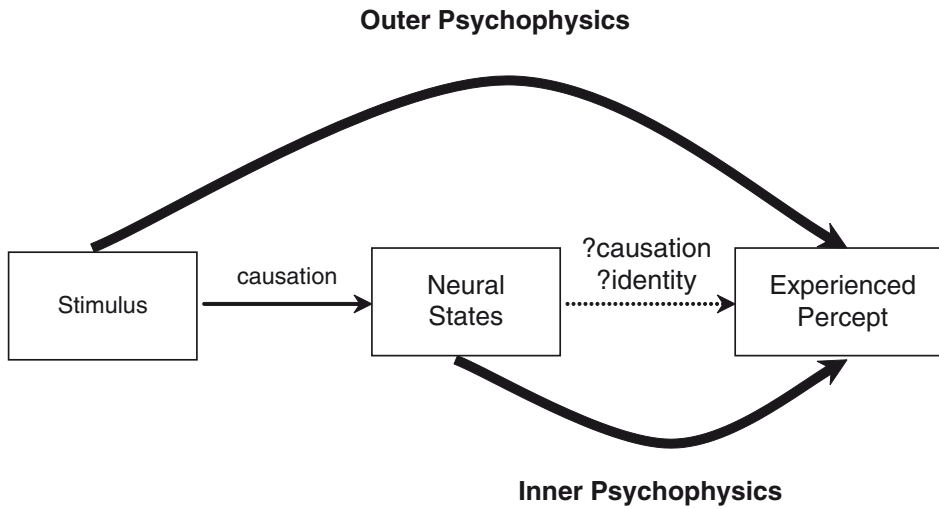 Outer Psychophysics
?causation
?identity
causation
Stimulus
Neural
States
Experienced
Percept
Inner Psychophysics